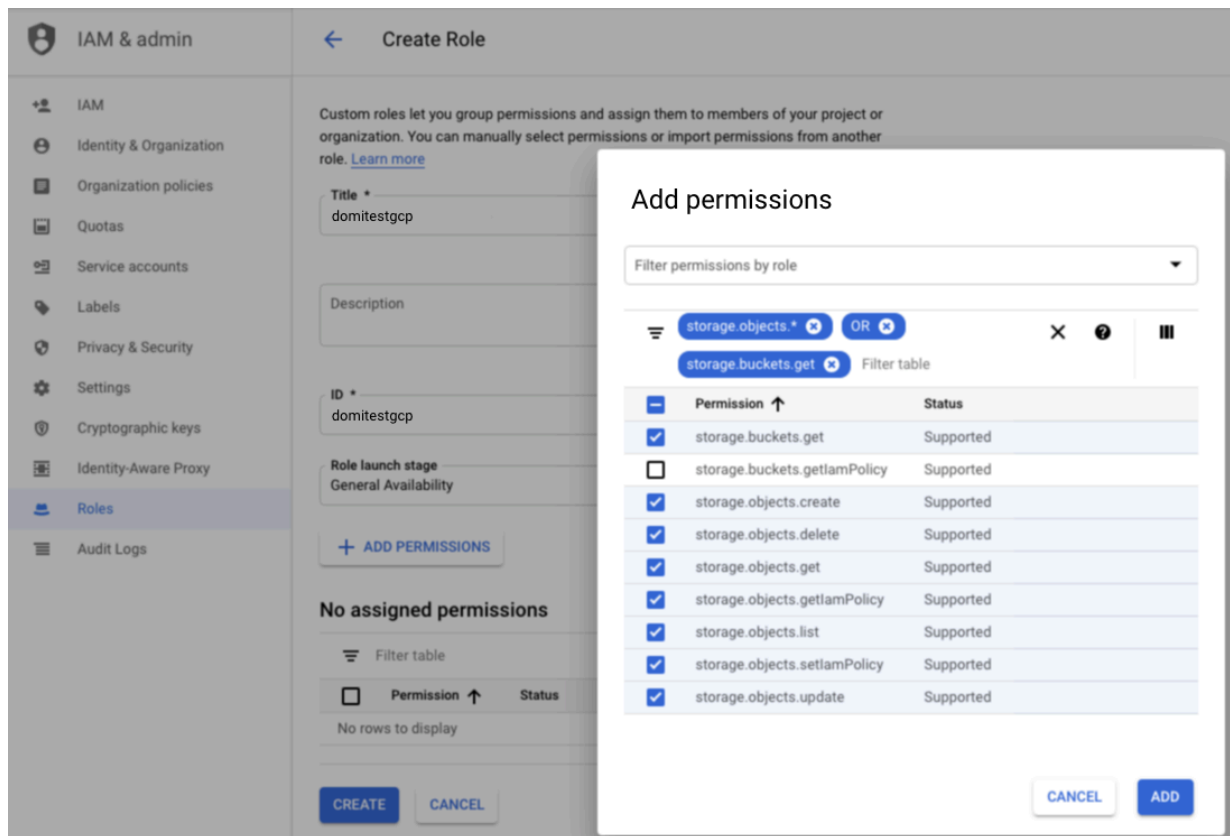 IAM & admin
Create Role
IAM
Identity & Organization
Organization policies
Quotas
Service accounts
Labels
Privacy & Security
Settings
Cryptographic keys
Identity-Aware Proxy
Roles
Audit Logs
Custom roles let you group permissions and assign them to members of your project or
organization. You can manually select permissions or import permissions from another
role. Learn more
Title *
domitestgcp
Description
ID *
domitestgcp
Role launch stage
General Availability
ADD PERMISSIONS
No assigned permissions
Filter table
Permission Status
No rows to display
CREATE CANCEL
Add permissions
Filter permissions by role
storage.objects.* OR
storage.buckets.get Filter table
Permission Status
storage.buckets.get Supported
storage.buckets.getIamPolicy Supported
storage.objects.create Supported
storage.objects.delete Supported
storage.objects.get Supported
storage.objects.getIamPolicy Supported
storage.objects.list Supported
storage.objects.setIamPolicy Supported
storage.objects.update Supported
CANCEL ADD